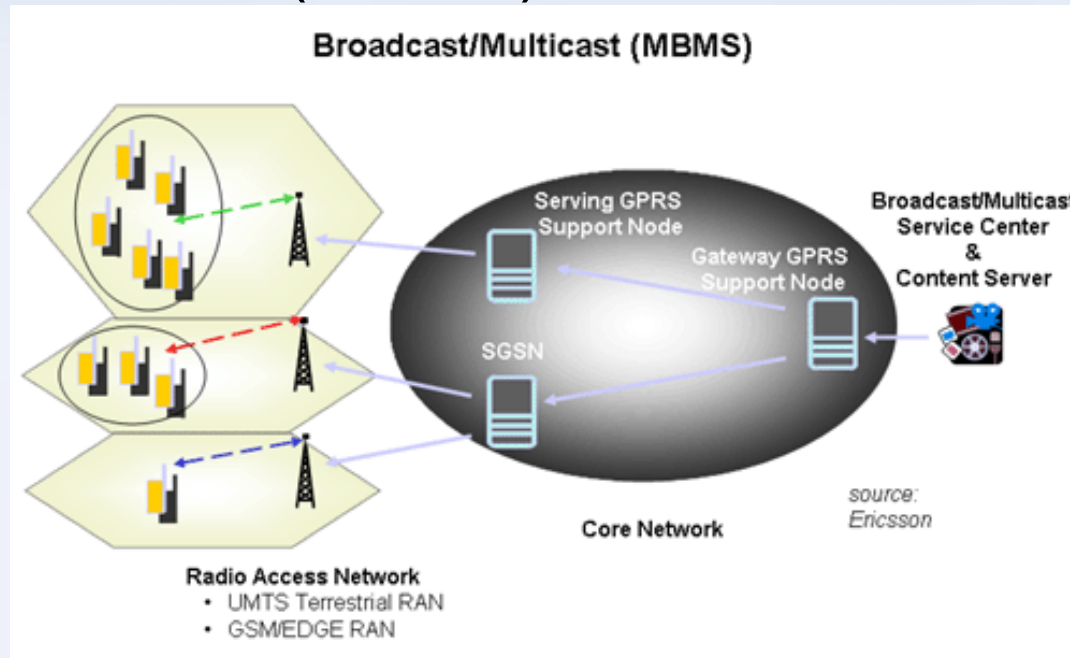 Broadcast/Multicast (MBMS)
Serving GPRS
Support Node
Broadcast/Multicast
Service Center
&
Content Server
Gateway GPRS
Support Node
SGSN
source:
Ericsson
Core Network
Radio Access Network
• UMTS Terrestrial RAN
• GSM/EDGE RAN